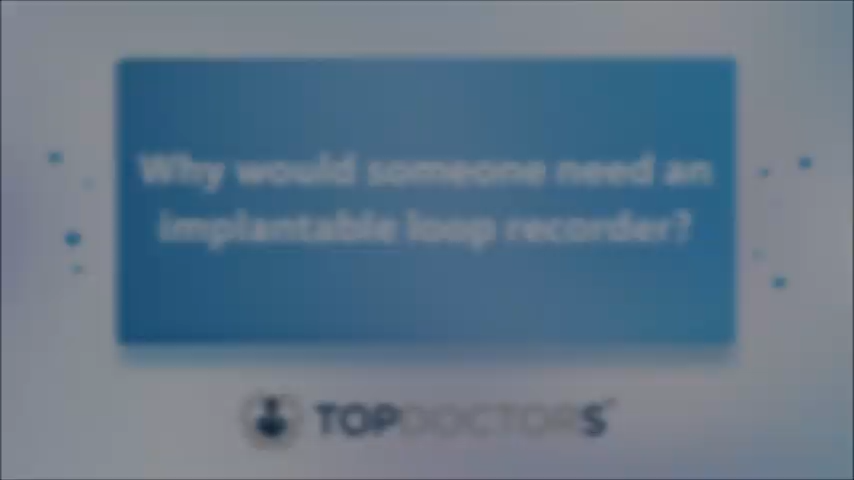 Why would someone need an
implantable loop recorder?
TOPDOCTORS